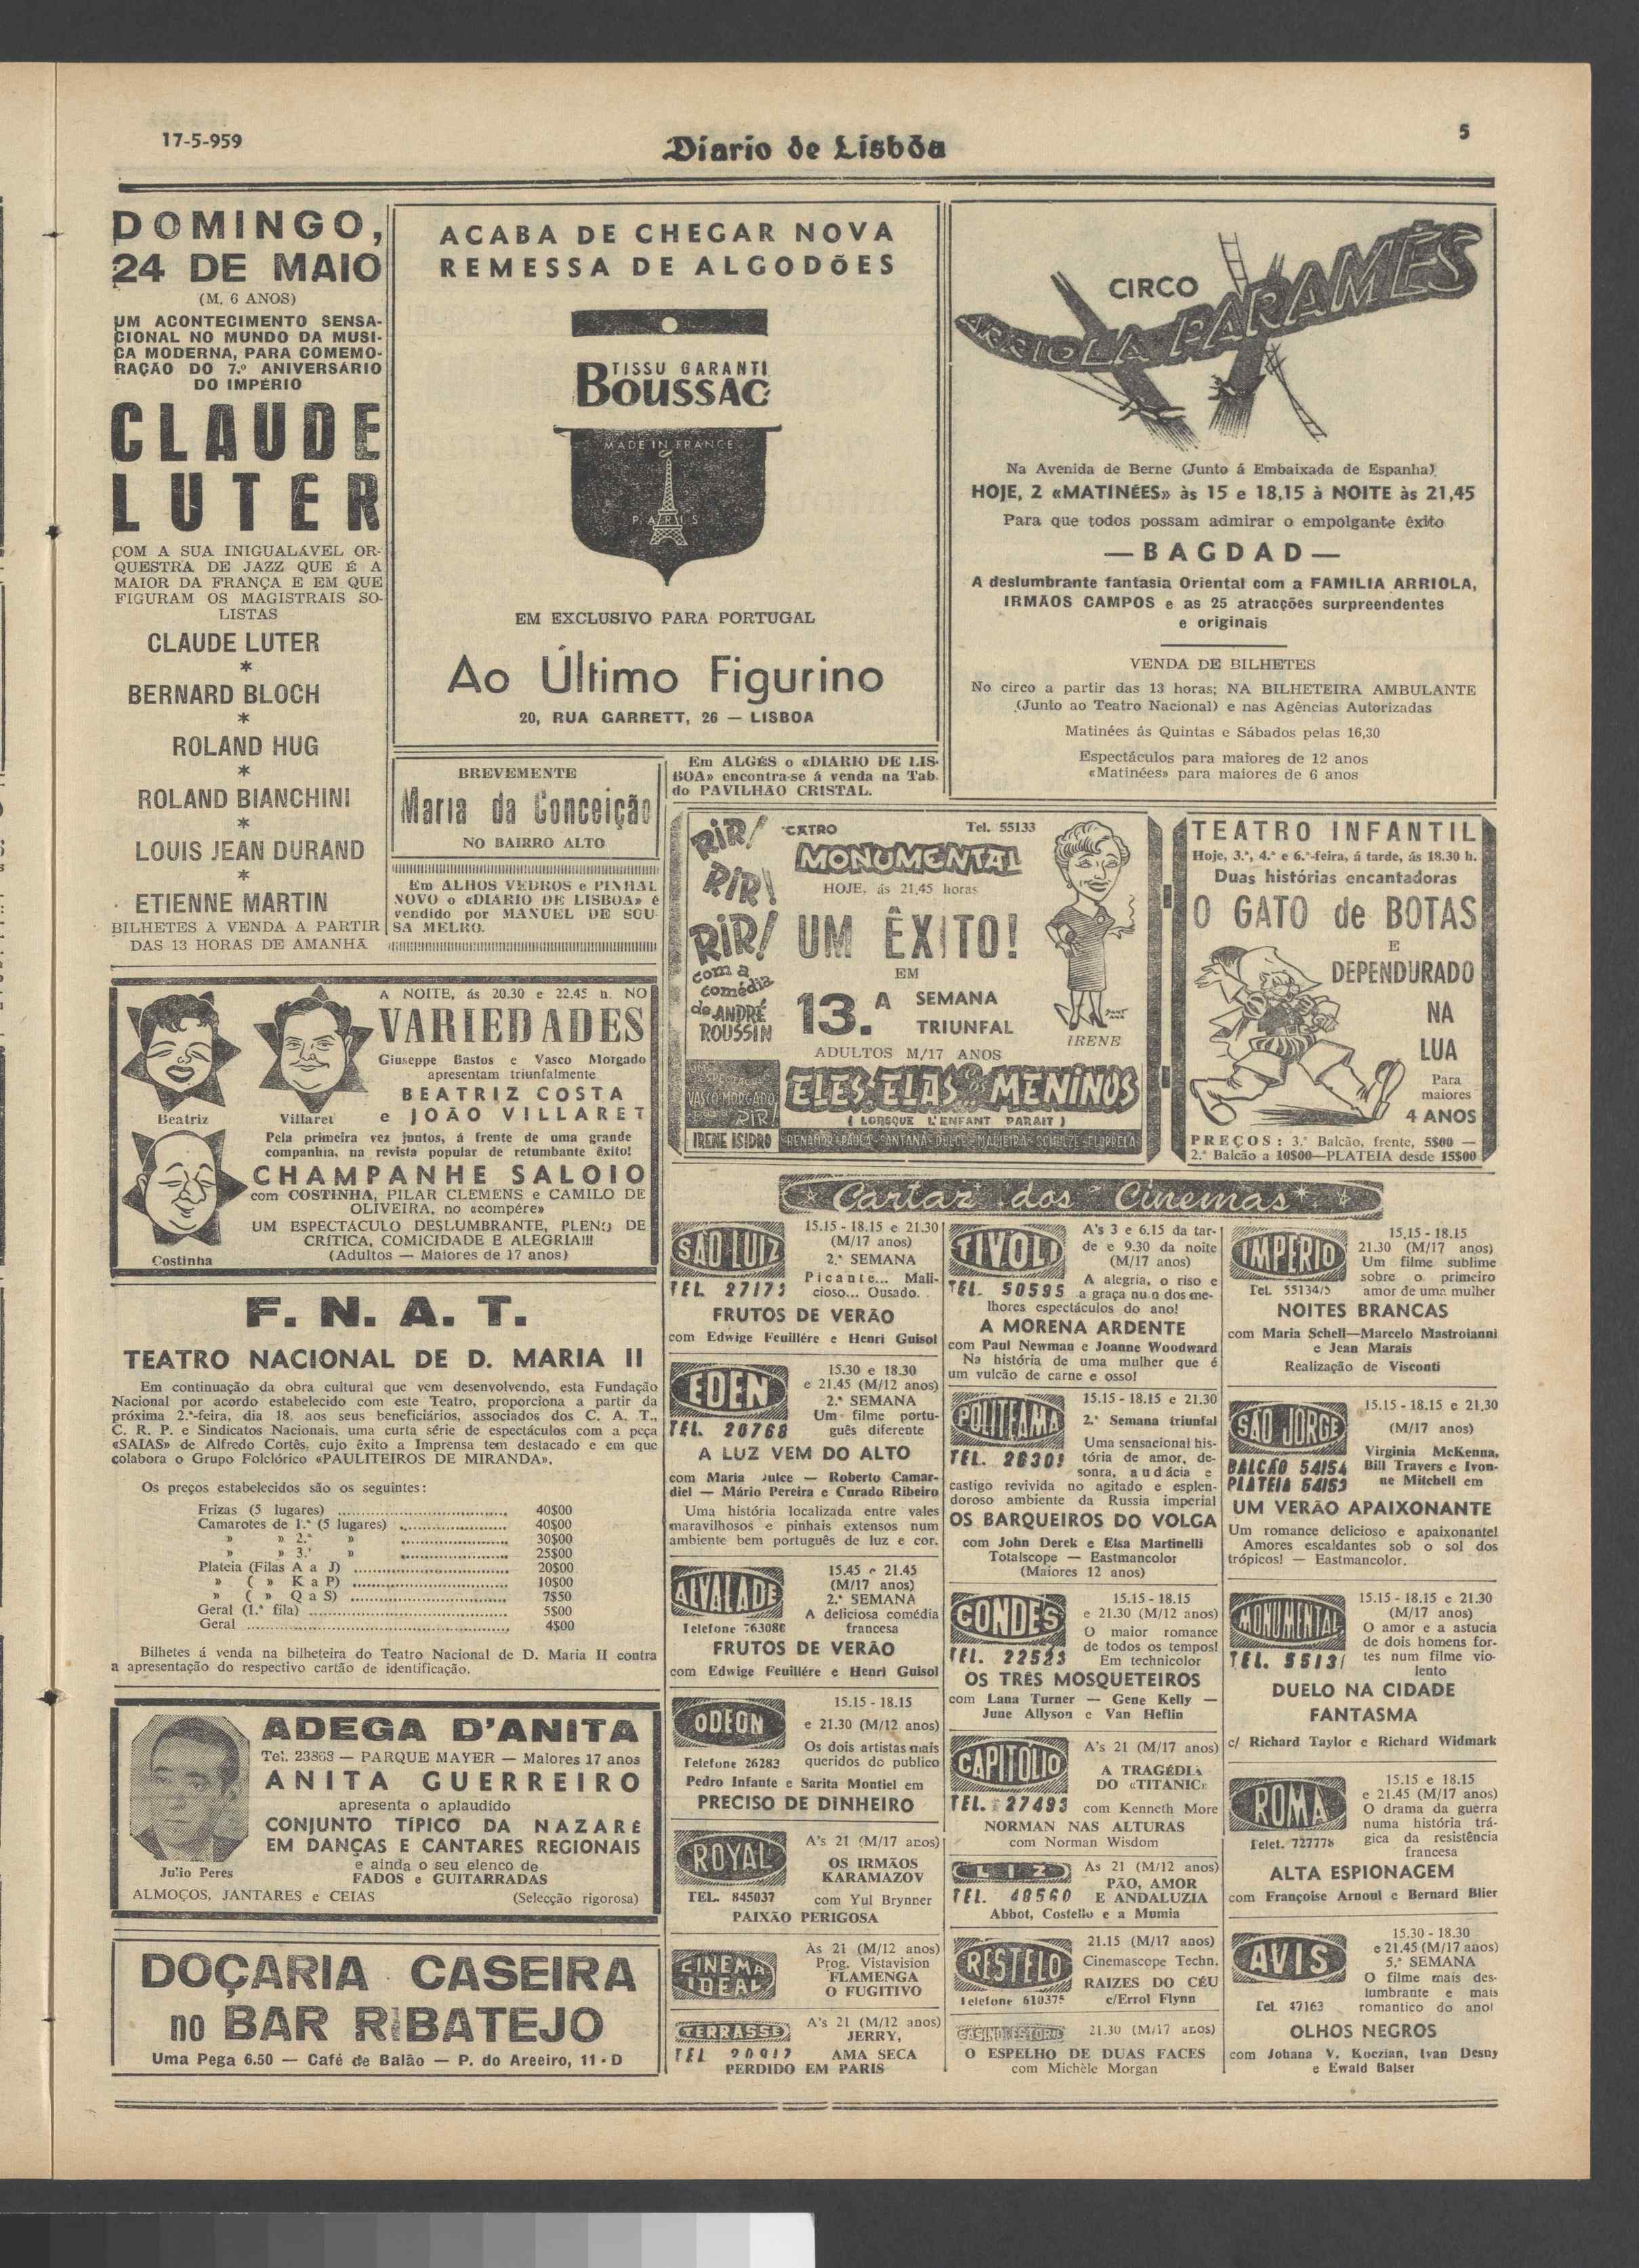 17-5-959
Diario de Lisbôa
5
DOMINGO,
24 DE MAIO
(M. 6 ANOS)
UM ACONTECIMENTO SENSA-
CIONAL NO MUNDO DA MUSI-
CA MODERNA, PARA COMEMO-
RAÇÃO DO 7.º ANIVERSARIO
DO IMPÉRIO
CLAUDE
LUTER
COM A SUA INIGUALÁVEL OR-
QUESTRA DE JAZZ QUE É A
MAIOR DA FRANÇA E EM QUE
FIGURAM OS MAGISTRAIS SO-
LISTAS
CLAUDE LUTER
*
BERNARD BLOCH
*
ROLAND HUG
*
ROLAND BIANCHINI
*
LOUIS JEAN DURAND
*
ETIENNE MARTIN
BILHETES À VENDA A PARTIR
DAS 13 HORAS DE AMANHÃ
ACABA DE CHEGAR NOVA
REMESSA DE ALGODÕES
TISSU GARANTI
BOUSSAC
MADE IN FRANCE
PARIS
EM EXCLUSIVO PARA PORTUGAL
Ao Último Figurino
20, RUA GARRETT, 26 — LISBOA
CIRCO
ARRIOLA PARAMÉS
Na Avenida de Berne (Junto á Embaixada de Espanha)
HOJE, 2 «MATINÉES» às 15 e 18,15 à NOITE às 21,45
Para que todos possam admirar o empolgante êxito
—BAGDAD—
A deslumbrante fantasia Oriental com a FAMILIA ARRIOLA,
IRMÃOS CAMPOS e as 25 atracções surpreendentes
e originais
VENDA DE BILHETES
No circo a partir das 13 horas; NA BILHETEIRA AMBULANTE
(Junto ao Teatro Nacional) e nas Agências Autorizadas
Matinées ás Quintas e Sábados pelas 16,30
Espectáculos para maiores de 12 anos
«Matinées» para maiores de 6 anos
BREVEMENTE
Maria da Conceição
NO BAIRRO ALTO
Em ALHOS VEDROS e PINHAL
NOVO o «DIARIO DE LISBOA» é
vendido por MANUEL DE SOU-
SA MELRO.
Em ALGÉS o «DIARIO DE LIS-
BOA» encontra-se á venda na Tab.
do PAVILHÃO CRISTAL.
RIR!
RIR!
RIR!
com a
comédia
de ANDRÉ
ROUSSIN
Tel. 55133
MONUMENTAL
HOJE, ás 21,45 horas
UM ÊXITO!
EM
13.ª SEMANA
TRIUNFAL
ADULTOS M/17 ANOS
IRENE
VASCO MORGADO
RIR!
ELES, ELAS e os MENINOS
( LORSQUE L'ENFANT PARAIT )
IRENE ISIDRO
TEATRO INFANTIL
Hoje, 3.ª, 4.ª e 6.ª-feira, á tarde, ás 18.30 h.
Duas histórias encantadoras
O GATO de BOTAS
E
DEPENDURADO
NA
LUA
Para
maiores
4 ANOS
PREÇOS: 3.º Balcão, frente, 5$00 —
2.º Balcão a 10$00—PLATEIA desde 15$00
A NOITE, ás 20.30 e 22.45 h. NO
VARIEDADES
Giuseppe Bastos e Vasco Morgado
apresentam triunfalmente
BEATRIZ COSTA
e JOÃO VILLARET
Beatriz
Villaret
Pela primeira vez juntos, á frente de uma grande
companhia, na revista popular de retumbante êxito!
CHAMPANHE SALOIO
com COSTINHA, PILAR CLEMENS e CAMILO DE
OLIVEIRA, no «compére»
UM ESPECTÁCULO DESLUMBRANTE, PLENO DE
CRÍTICA, COMICIDADE E ALEGRIA!!!
(Adultos — Maiores de 17 anos)
Costinha
F. N. A. T.
TEATRO NACIONAL DE D. MARIA II
Em continuação da obra cultural que vem desenvolvendo, esta Fundação
Nacional por acordo estabelecido com este Teatro, proporciona a partir da
próxima 2.ª-feira, dia 18, aos seus beneficiários, associados dos C. A. T.,
C. R. P. e Sindicatos Nacionais, uma curta série de espectáculos com a peça
«SAIAS» de Alfredo Cortês, cujo êxito a Imprensa tem destacado e em que
colabora o Grupo Folclórico «PAULITEIROS DE MIRANDA».
Os preços estabelecidos são os seguintes:
Frizas (5 lugares) 40$00
Camarotes de 1.ª (5 lugares) 40$00
» » 2.ª » 30$00
» » 3.ª » 25$00
Plateia (Filas A a J) 20$00
» ( » K a P) 10$00
» ( » Q a S) 7$50
Geral (1.ª fila) 5$00
Geral 4$00
Bilhetes á venda na bilheteira do Teatro Nacional de D. Maria II contra
a apresentação do respectivo cartão de identificação.
ADEGA D'ANITA
Tel. 23868 — PARQUE MAYER — Maiores 17 anos
ANITA GUERREIRO
apresenta o aplaudido
CONJUNTO TÍPICO DA NAZARÉ
EM DANÇAS E CANTARES REGIONAIS
e ainda o seu elenco de
FADOS e GUITARRADAS
Julio Peres
ALMOÇOS, JANTARES e CEIAS (Selecção rigorosa)
DOÇARIA CASEIRA
no BAR RIBATEJO
Uma Pega 6.50 — Café de Balão — P. do Areeiro, 11-D
Cartaz dos Cinemas
SÃO LUIZ
TEL 27172
15.15 - 18.15 e 21.30
(M/17 anos)
2.ª SEMANA
Picante... Mali-
cioso... Ousado..
FRUTOS DE VERÃO
com Edwige Feuillére e Henri Guisol
EDEN
TEL. 20768
15.30 e 18.30
e 21.45 (M/12 anos)
2.ª SEMANA
Um filme portu-
guês diferente
A LUZ VEM DO ALTO
com Maria Dulce — Roberto Camar-
diel — Mário Pereira e Curado Ribeiro
Uma história localizada entre vales
maravilhosos e pinhais extensos num
ambiente bem português de luz e cor.
ALVALADE
Telefone 763080
15.45 e 21.45
(M/17 anos)
2.ª SEMANA
A deliciosa comédia
francesa
FRUTOS DE VERÃO
com Edwige Feuillére e Henri Guisol
ODEON
Telefone 26283
15.15 - 18.15
e 21.30 (M/12 anos)
Os dois artistas mais
queridos do publico
Pedro Infante e Sarita Montiel em
PRECISO DE DINHEIRO
ROYAL
TEL. 845037
A's 21 (M/17 anos)
OS IRMÃOS
KARAMAZOV
com Yul Brynner
PAIXÃO PERIGOSA
CINEMA
IDEAL
Às 21 (M/12 anos)
Prog. Vistavision
FLAMENGA
O FUGITIVO
TERRASSE
TEL 20917
A's 21 (M/12 anos)
JERRY,
AMA SECA
PERDIDO EM PARIS
TIVOLI
TEL. 50595
A's 3 e 6.15 da tar-
de e 9.30 da noite
(M/17 anos)
A alegria, o riso e
a graça num dos me-
lhores espectáculos do ano!
A MORENA ARDENTE
com Paul Newman e Joanne Woodward
Na história de uma mulher que é
um vulcão de carne e osso!
POLITEAMA
TEL. 26305
15.15 - 18.15 e 21.30
2.ª Semana triunfal
Uma sensacional his-
tória de amor, de-
sonra, audácia e
castigo revivida no agitado e esplen-
doroso ambiente da Russia imperial
OS BARQUEIROS DO VOLGA
com John Derek e Elsa Martinelli
Totalscope — Eastmancolor
(Maiores 12 anos)
CONDES
TEL. 22523
15.15 - 18.15
e 21.30 (M/12 anos)
O maior romance
de todos os tempos!
Em technicolor
OS TRÊS MOSQUETEIROS
com Lana Turner — Gene Kelly —
June Allyson e Van Heflin
CAPITOLIO
TEL. 27493
A's 21 (M/17 anos)
A TRAGÉDIA
DO «TITANIC»
com Kenneth More
NORMAN NAS ALTURAS
com Norman Wisdom
LIZ
TEL. 48560
As 21 (M/12 anos)
PÃO, AMOR
E ANDALUZIA
Abbot, Costello e a Mumia
RESTELO
Telefone 610375
21.15 (M/17 anos)
Cinemascope Techn.
RAIZES DO CÉU
c/Errol Flynn
CASINO ESTORIL
21.30 (M/17 anos)
O ESPELHO DE DUAS FACES
com Michèle Morgan
IMPÉRIO
Tel. 55134/5
15.15 - 18.15
21.30 (M/17 anos)
Um filme sublime
sobre o primeiro
amor de uma mulher
NOITES BRANCAS
com Maria Schell—Marcelo Mastroianni
e Jean Marais
Realização de Visconti
SÃO JORGE
BALCÃO 54154
PLATEIA 54153
15.15 - 18.15 e 21.30
(M/17 anos)
Virginia McKenna,
Bill Travers e Ivon-
ne Mitchell em
UM VERÃO APAIXONANTE
Um romance delicioso e apaixonante!
Amores escaldantes sob o sol dos
trópicos! — Eastmancolor.
MONUMENTAL
TEL. 55131
15.15 - 18.15 e 21.30
(M/17 anos)
O amor e a astucia
de dois homens for-
tes num filme vio-
lento
DUELO NA CIDADE
FANTASMA
c/ Richard Taylor e Richard Widmark
ROMA
Telef. 727778
15.15 e 18.15
e 21.45 (M/17 anos)
O drama da guerra
numa história trá-
gica da resistência
francesa
ALTA ESPIONAGEM
com Françoise Arnoul e Bernard Blier
AVIS
Tel. 47163
15.30 - 18.30
e 21.45 (M/17 anos)
5.ª SEMANA
O filme mais des-
lumbrante e mais
romantico do ano!
OLHOS NEGROS
com Johana V. Koczian, Ivan Desny
e Ewald Balser